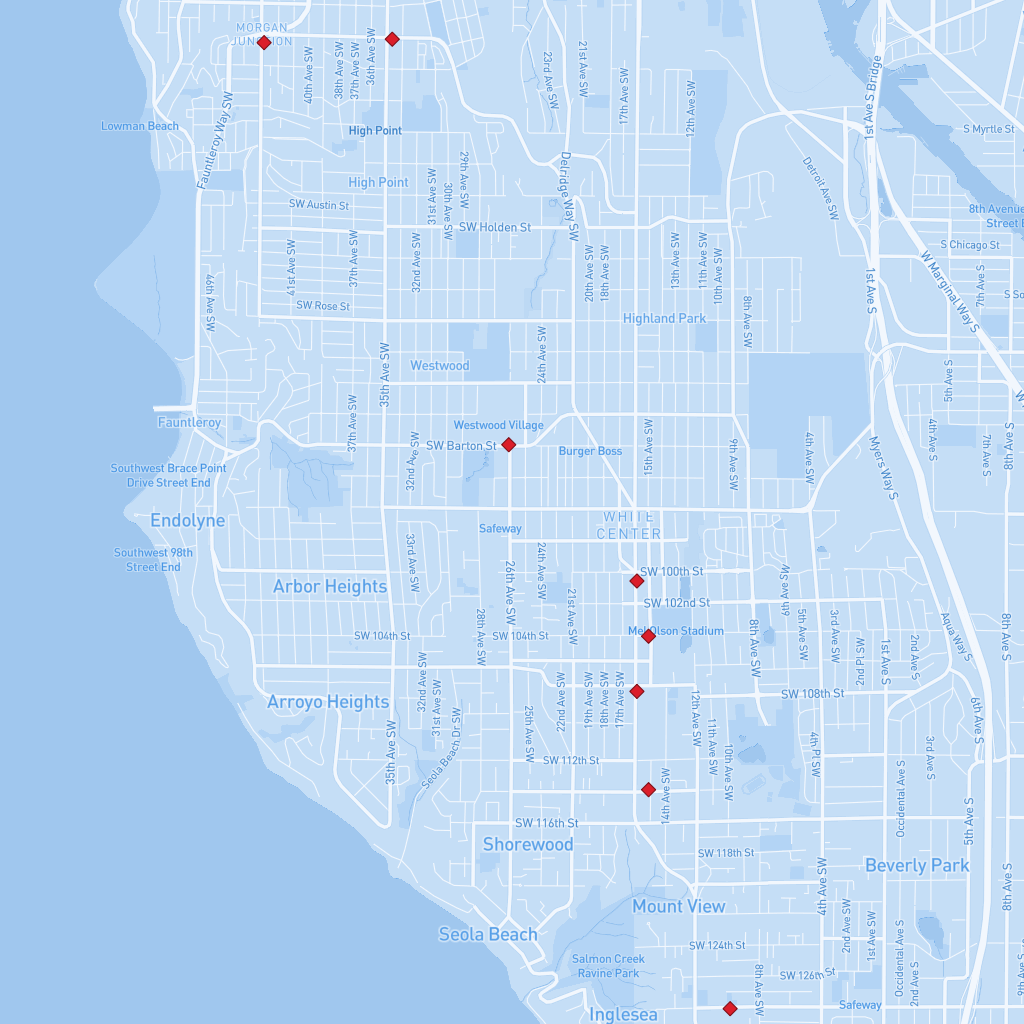 MORGAN
JUNCTION
40th Ave SW
38th Ave SW
37th Ave SW
36th Ave SW
23rd Ave SW
21st Ave SW
17th Ave SW
12th Ave SW
1st Ave S Bridge
Lowman Beach
Fauntleroy Way SW
High Point
S Myrtle St
High Point
29th Ave SW
31st Ave SW
30th Ave SW
Delridge Way SW
Detroit Ave SW
SW Austin St
SW Holden St
8th Avenue
Street E
41st Ave SW
37th Ave SW
32nd Ave SW
20th Ave SW
18th Ave SW
13th Ave SW
11th Ave SW
10th Ave SW
S Chicago St
W Marginal Way S
46th Ave SW
SW Rose St
1st Ave S
7th Ave S
S So
Highland Park
8th Ave SW
35th Ave SW
Westwood
24th Ave SW
5th Ave S
W
Fauntleroy
37th Ave SW
32nd Ave SW
Westwood Village
SW Barton St
Burger Boss
15th Ave SW
9th Ave SW
4th Ave SW
Myers Way S
4th Ave S
7th Ave S
8th Ave S
Southwest Brace Point
Drive Street End
Endolyne
Safeway
WHITE
CENTER
Southwest 98th
Street End
33rd Ave SW
26th Ave SW
24th Ave SW
SW 100th St
Arbor Heights
21st Ave SW
SW 102nd St
6th Ave SW
SW 104th St
28th Ave SW
SW 104th St
Mel Olson Stadium
8th Ave SW
5th Ave SW
3rd Ave SW
2nd Pl SW
1st Ave S
2nd Ave S
Aqua Way S
8th Ave S
Arroyo Heights
32nd Ave SW
31st Ave SW
22nd Ave SW
19th Ave SW
18th Ave SW
17th Ave SW
SW 108th St
35th Ave SW
Seola Beach Dr SW
25th Ave SW
12th Ave SW
11th Ave SW
10th Ave SW
4th Pl SW
3rd Ave S
6th Ave S
SW 112th St
14th Ave SW
Occidental Ave S
5th Ave S
SW 116th St
Shorewood
SW 118th St
Beverly Park
4th Ave SW
8th Ave S
Mount View
Seola Beach
SW 124th St
2nd Ave SW
1st Ave SW
Occidental Ave S
2nd Ave S
Salmon Creek
Ravine Park
8th Ave SW
SW 126th St
9th Ave S
Inglesea
Safeway